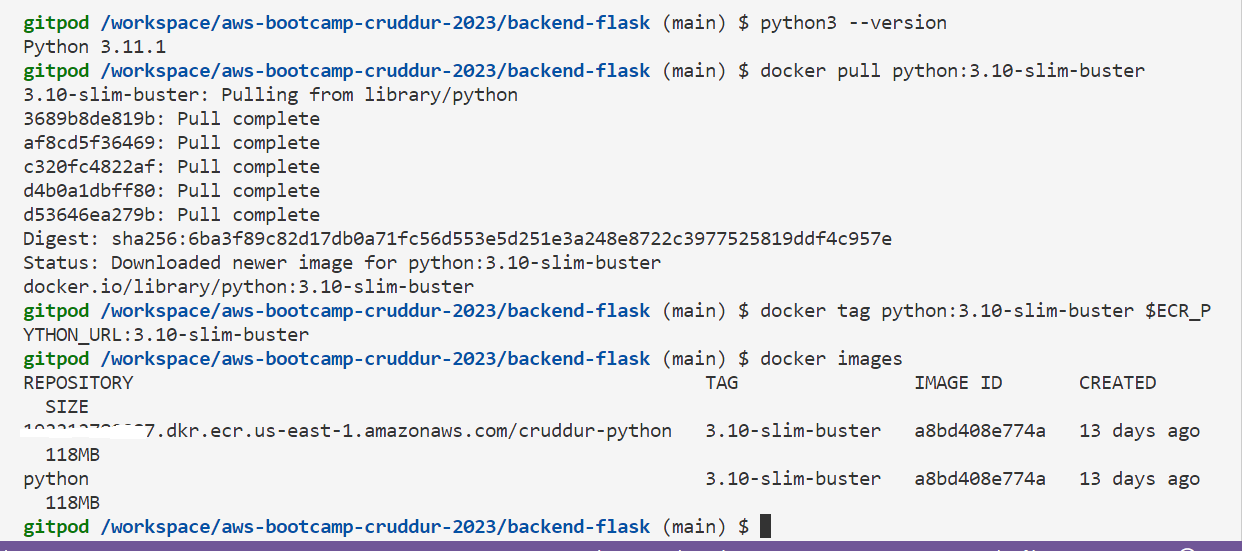 gitpod /workspace/aws-bootcamp-cruddur-2023/backend-flask (main) $ python3 --version
Python 3.11.1
gitpod /workspace/aws-bootcamp-cruddur-2023/backend-flask (main) $ docker pull python:3.10-slim-buster
3.10-slim-buster: Pulling from library/python
3689b8de819b: Pull complete
af8cd5f36469: Pull complete
c320fc4822af: Pull complete
d4b0a1dbff80: Pull complete
d53646ea279b: Pull complete
Digest: sha256:6ba3f89c82d17db0a71fc56d553e5d251e3a248e8722c3977525819ddf4c957e
Status: Downloaded newer image for python:3.10-slim-buster
docker.io/library/python:3.10-slim-buster
gitpod /workspace/aws-bootcamp-cruddur-2023/backend-flask (main) $ docker tag python:3.10-slim-buster $ECR_P
YTHON_URL:3.10-slim-buster
gitpod /workspace/aws-bootcamp-cruddur-2023/backend-flask (main) $ docker images
REPOSITORY TAG IMAGE ID CREATED
SIZE
7.dkr.ecr.us-east-1.amazonaws.com/cruddur-python 3.10-slim-buster a8bd408e774a 13 days ago
118MB
python 3.10-slim-buster a8bd408e774a 13 days ago
118MB
gitpod /workspace/aws-bootcamp-cruddur-2023/backend-flask (main) $